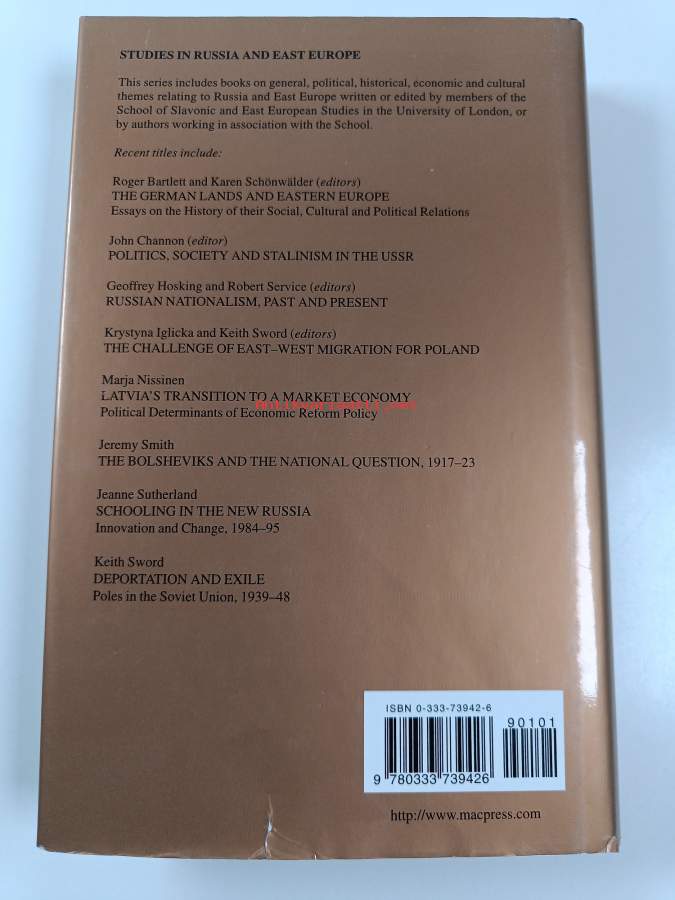 STUDIES IN RUSSIA AND EAST EUROPE
This series includes books on general, political, historical, economic and cultural
themes relating to Russia and East Europe written or edited by members of the
School of Slavonic and East European Studies in the University of London, or
by authors working in association with the School.
Recent titles include:
Roger Bartlett and Karen Schönwälder (editors)
THE GERMAN LANDS AND EASTERN EUROPE
Essays on the History of their Social, Cultural and Political Relations
John Channon (editor)
POLITICS, SOCIETY AND STALINISM IN THE USSR
Geoffrey Hosking and Robert Service (editors)
RUSSIAN NATIONALISM, PAST AND PRESENT
Krystyna Iglicka and Keith Sword (editors)
THE CHALLENGE OF EAST–WEST MIGRATION FOR POLAND
Marja Nissinen
LATVIA'S TRANSITION TO A MARKET ECONOMY
Political Determinants of Economic Reform Policy
Jeremy Smith
THE BOLSHEVIKS AND THE NATIONAL QUESTION, 1917–23
Jeanne Sutherland
SCHOOLING IN THE NEW RUSSIA
Innovation and Change, 1984–95
Keith Sword
DEPORTATION AND EXILE
Poles in the Soviet Union, 1939–48
ISBN 0-333-73942-6
90101
9 780333 739426
http://www.macpress.com